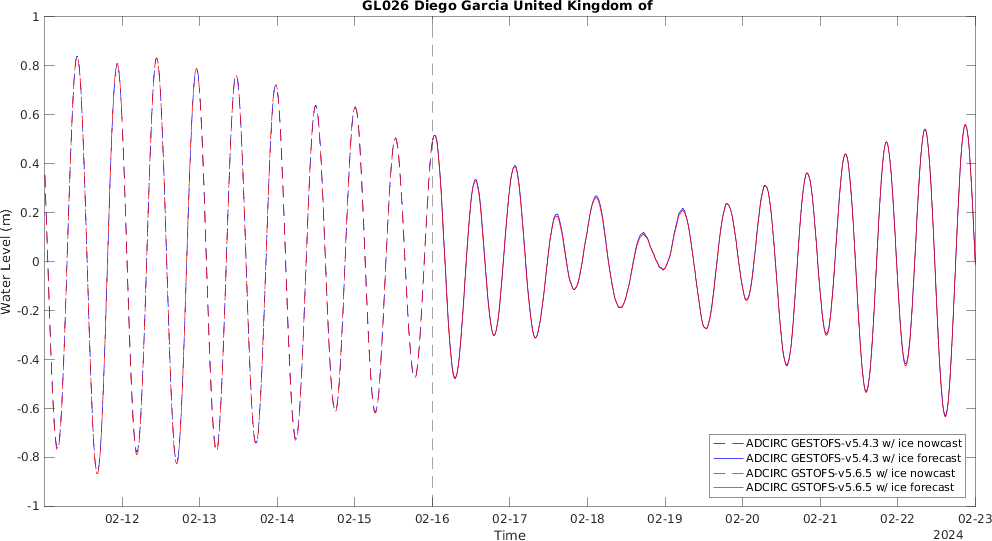 GL026 Diego Garcia United Kingdom of
1
0.8
0.6
0.4
0.2
0
-0.2
-0.4
-0.6
-0.8
-1
Water Level (m)
02-12 02-13 02-14 02-15 02-16 02-17 02-18 02-19 02-20 02-21 02-22 02-23
Time
2024
ADCIRC GESTOFS-v5.4.3 w/ ice nowcast
ADCIRC GESTOFS-v5.4.3 w/ ice forecast
ADCIRC GSTOFS-v5.6.5 w/ ice nowcast
ADCIRC GSTOFS-v5.6.5 w/ ice forecast